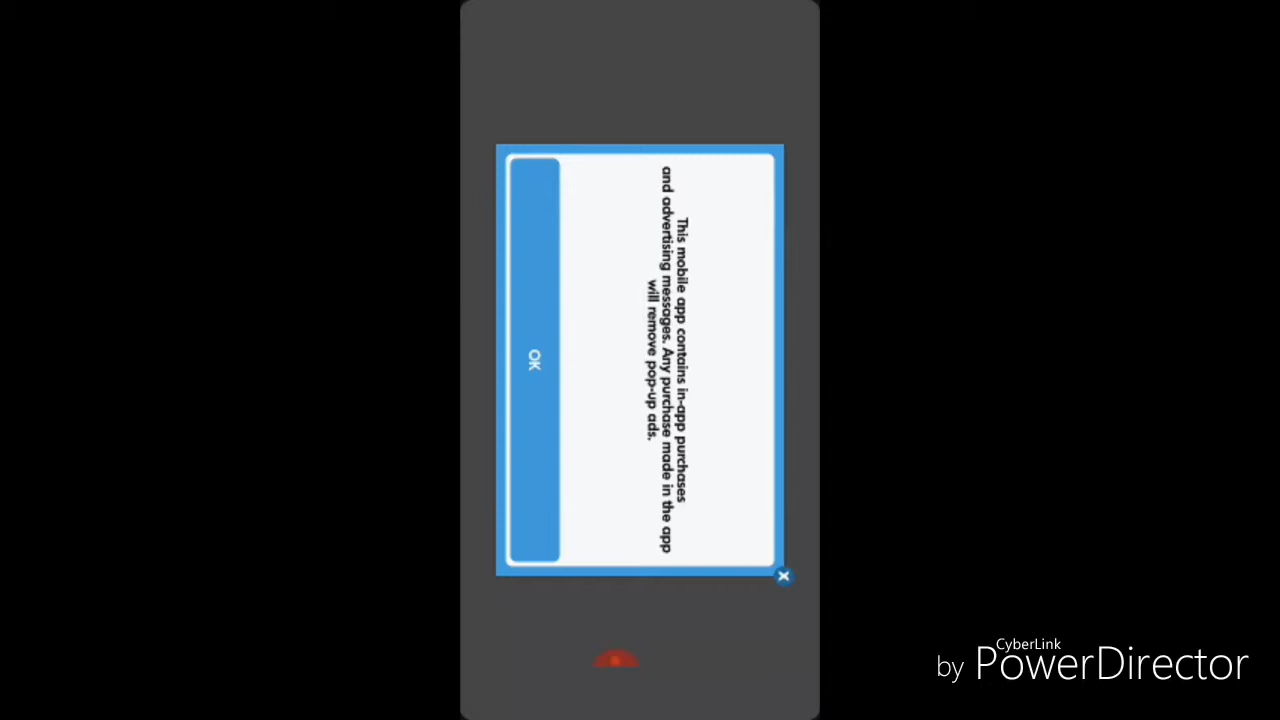 This mobile app contains in-app purchases
and advertising messages. Any purchase made in the app
will remove pop-up ads.
OK
CyberLink
by PowerDirector